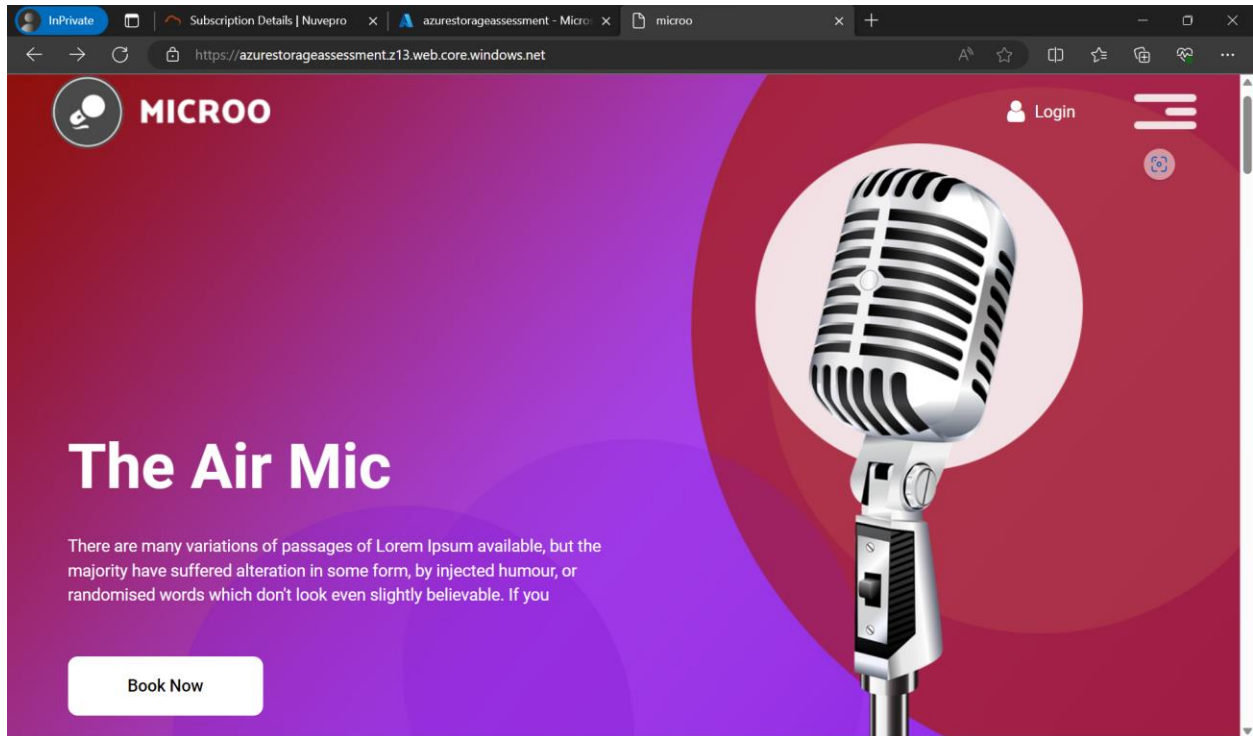 InPrivate
Subscription Details | Nuvepro
azurestorageassessment - Micro
microo
https://azurestorageassessment.z13.web.core.windows.net
MICROO
Login
The Air Mic
There are many variations of passages of Lorem Ipsum available, but the
majority have suffered alteration in some form, by injected humour, or
randomised words which don't look even slightly believable. If you
Book Now